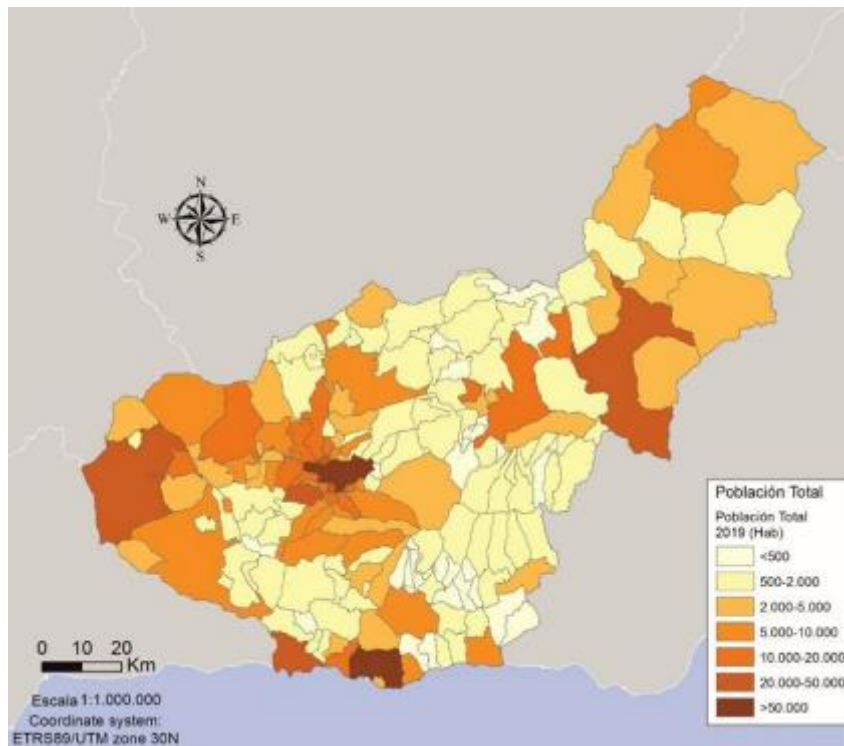 N
W E
S
0 10 20
Km
Escala 1:1.000.000
Coordinate system:
ETRS89/UTM zone 30N
Población Total
Población Total
2019 (Hab)
<500
500-2.000
2.000-5.000
5.000-10.000
10.000-20.000
20.000-50.000
>50.000